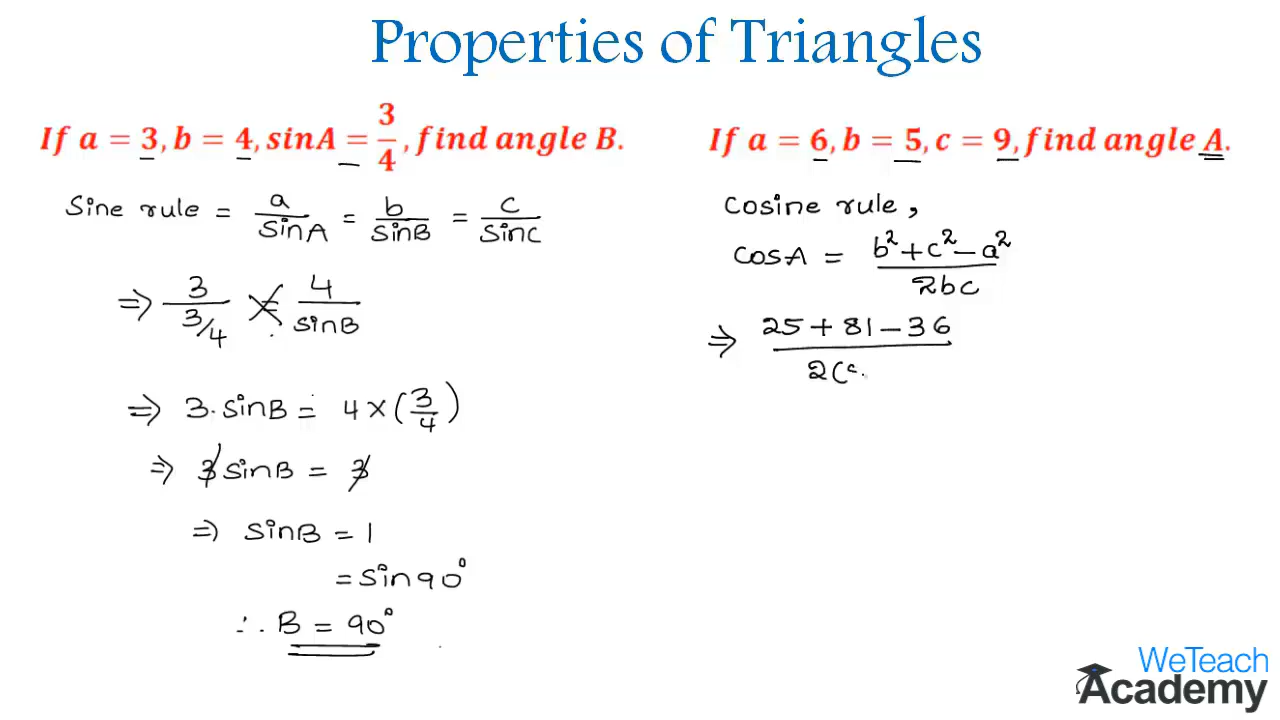 Properties of Triangles
If a = 3, b = 4, sinA = 3/4, find angle B.
Sine rule = a/sinA = b/sinB = c/sinC
⇒ 3/(3/4) = 4/sinB
⇒ 3. sinB = 4 × (3/4)
⇒ 3 sinB = 3
⇒ sinB = 1
= sin90°
∴ B = 90°
If a = 6, b = 5, c = 9, find angle A.
Cosine rule,
cosA = b² + c² − a² / 2bc
⇒ 25 + 81 − 36 / 2(
WeTeach
Academy